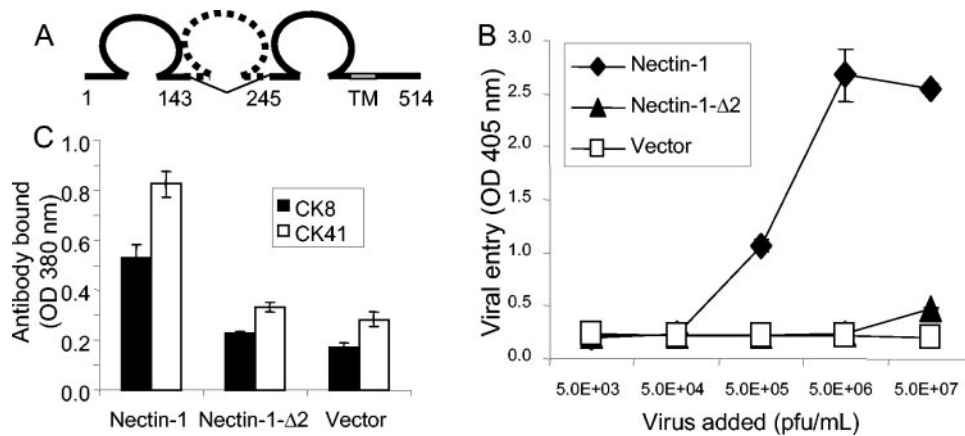 A
1 143 245 TM 514
B
Viral entry (OD 405 nm)
3.0
2.5
2.0
1.5
1.0
0.5
0.0
Nectin-1
Nectin-1-Δ2
Vector
5.0E+03 5.0E+04 5.0E+05 5.0E+06 5.0E+07
Virus added (pfu/mL)
C
Antibody bound
(OD 380 nm)
1.0
0.8
0.6
0.4
0.2
0.0
CK8
CK41
Nectin-1 Nectin-1-Δ2 Vector